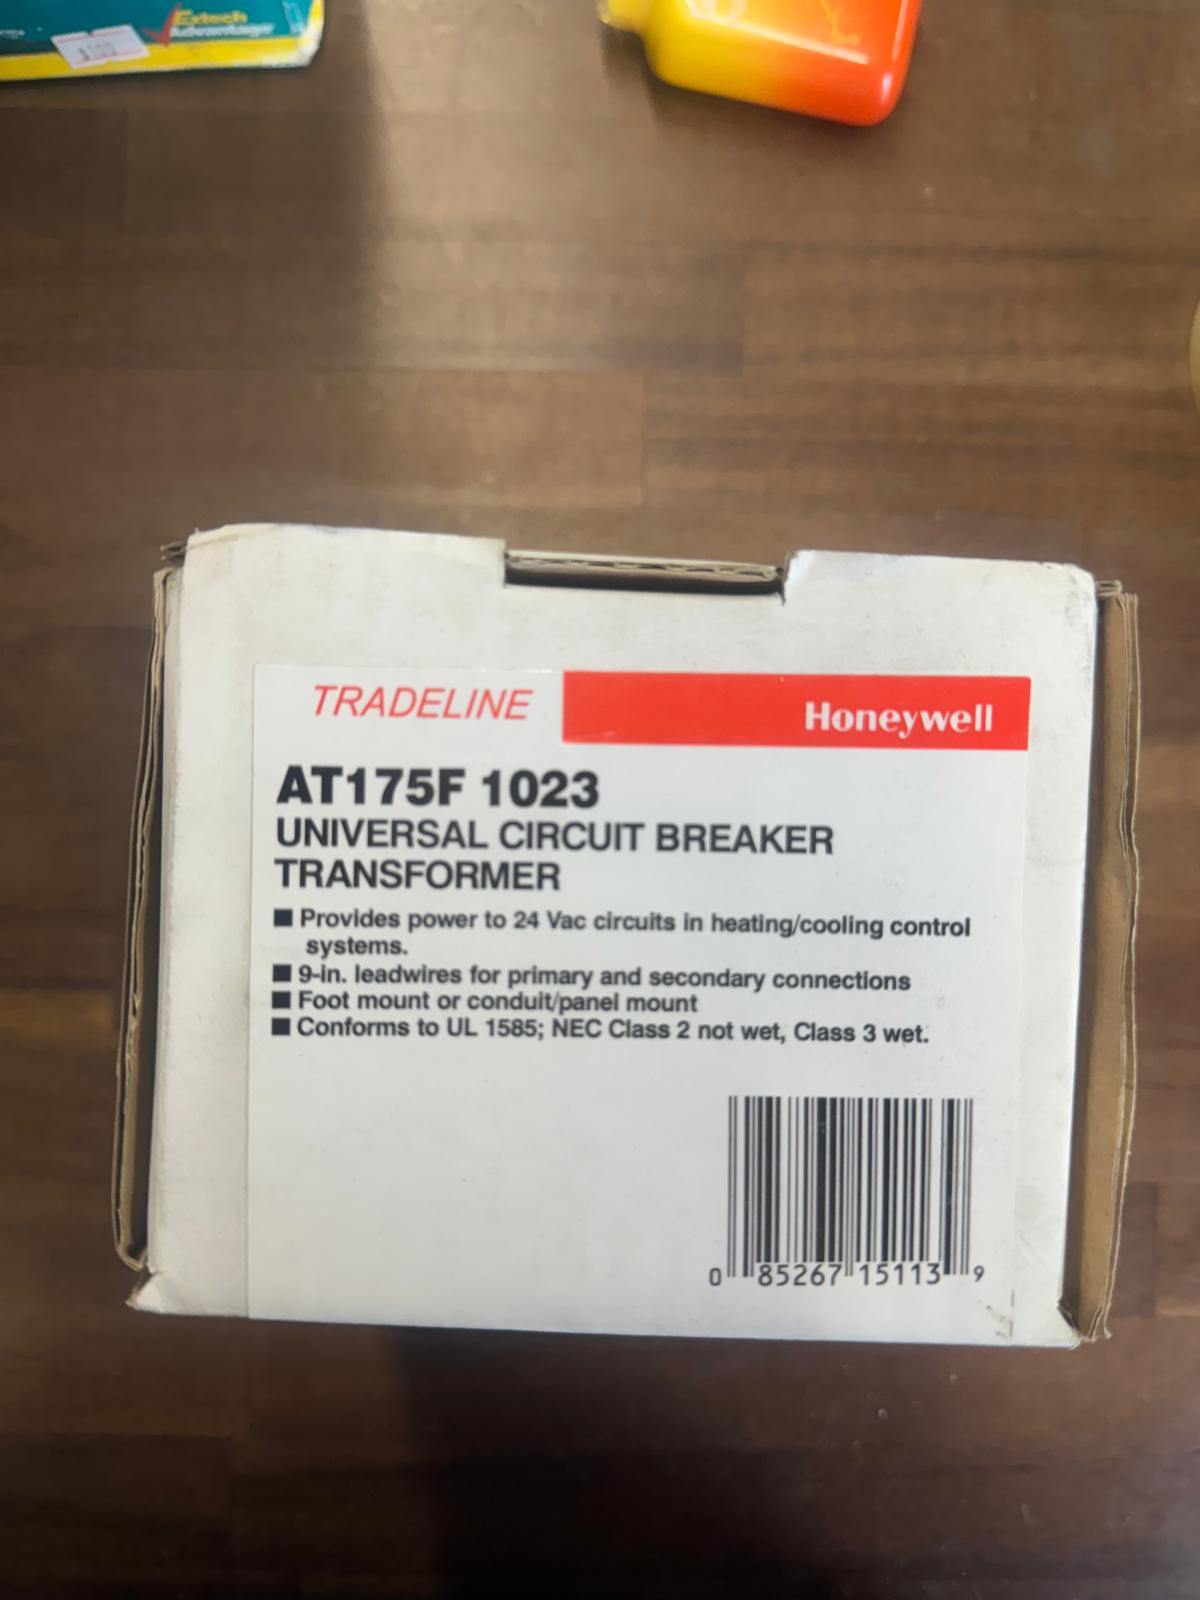 Extech
Advantage
TRADELINE
Honeywell
AT175F 1023
UNIVERSAL CIRCUIT BREAKER
TRANSFORMER
■ Provides power to 24 Vac circuits in heating/cooling control
systems.
■ 9-in. leadwires for primary and secondary connections
■ Foot mount or conduit/panel mount
■ Conforms to UL 1585; NEC Class 2 not wet, Class 3 wet.
0 85267 15113 9